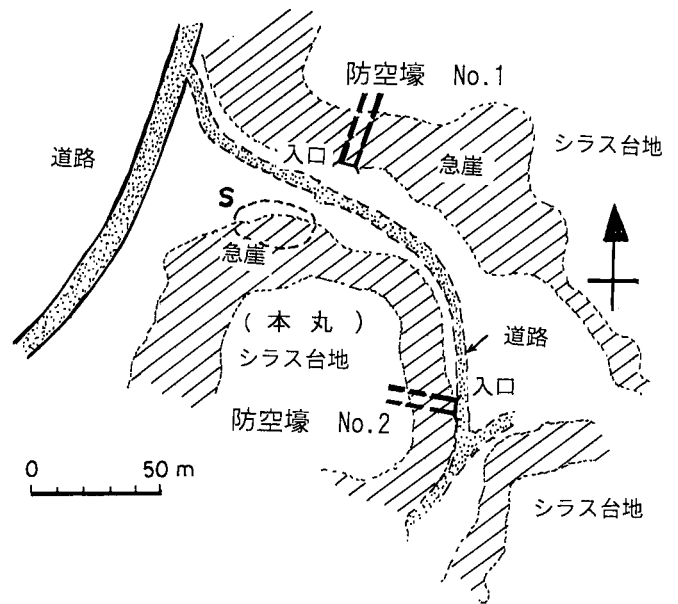 防空壕 No.1
シラス台地
道路
入口
急崖
S
急崖
(本丸)
シラス台地
道路
入口
防空壕 No.2
0 50 m
シラス台地